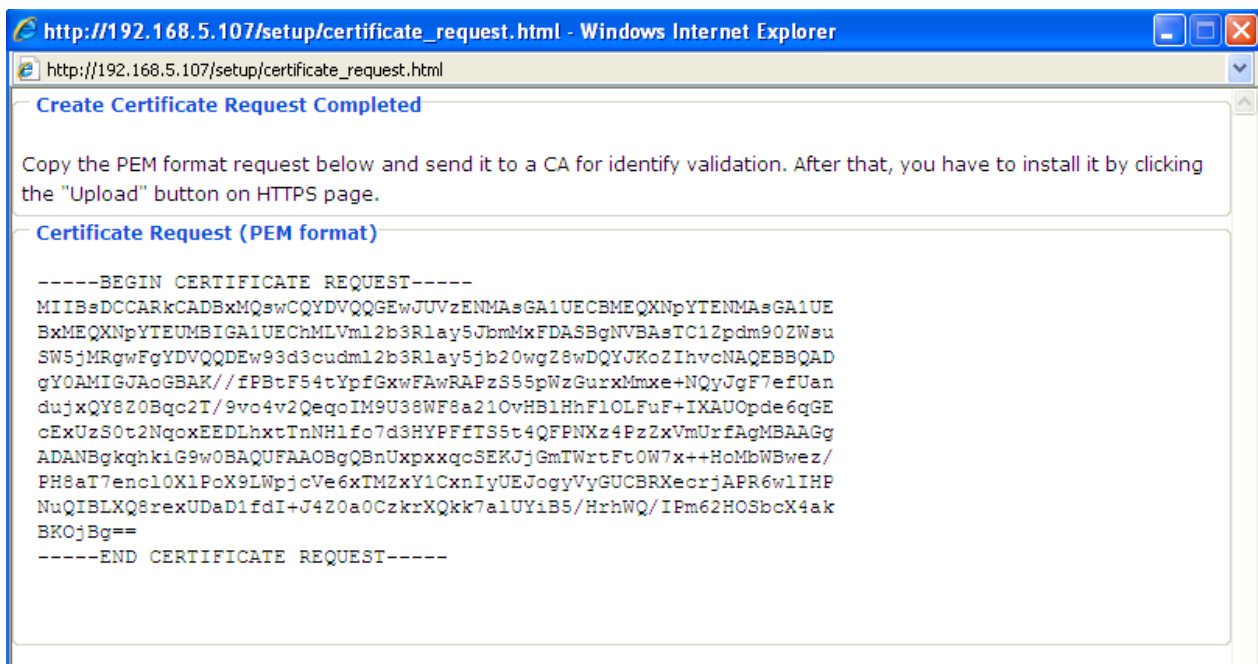 http://192.168.5.107/setup/certificate_request.html - Windows Internet Explorer
http://192.168.5.107/setup/certificate_request.html
Create Certificate Request Completed
Copy the PEM format request below and send it to a CA for identify validation. After that, you have to install it by clicking
the "Upload" button on HTTPS page.
Certificate Request (PEM format)
-----BEGIN CERTIFICATE REQUEST-----
MIIBsDCCARkCADBxMQswCQYDVQQGEwJUVzENMAsGA1UECBMEQXNpYTENMAsGA1UE
BxMEQXNpYTEUMBIGA1UEChMLVml2b3Rlay5JbmMxFDASBgNVBAsTC1Zpdm90ZWsu
SW5jMRgwFgYDVQQDEw93d3cudml2b3Rlay5jb20wgZ8wDQYJKoZIhvcNAQEBBQAD
gY0AMIGJAoGBAK//fPBtF54tYpfGxwFAwRAPzS55pWzGurxMmxe+NQyJgF7efUan
dujxQY8Z0Bqc2T/9vo4v2QeqoIM9U38WF8a21OvHBlHhFlOLFuF+IXAUOpde6qGE
cExUzS0t2NqoxEEDLhxtTnNHlfo7d3HYPFfTS5t4QFPNXz4PzZxVmUrfAgMBAAGg
ADANBgkqhkiG9w0BAQUFAAOBgQBnUxpxxqcSEKJjGmTWrtFt0W7x++HoMbWBwez/
PH8aT7encl0XlPoX9LWpjcVe6xTMZxY1CxnIyUEJogyVyGUCBRXecrjAPR6wlIHP
NuQIBLXQ8rexUDaD1fdI+J4Z0a0CzkrXQkk7alUYiB5/HrhWQ/IPm62HOSbcX4ak
BKOjBg==
-----END CERTIFICATE REQUEST-----